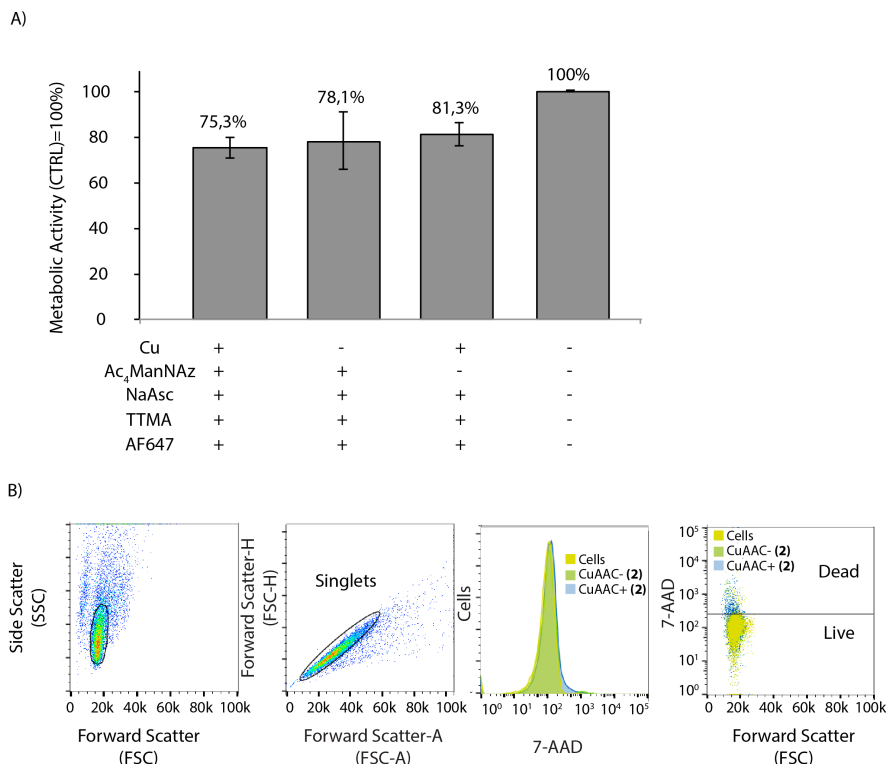 A)
Metabolic Activity (CTRL)=100%)
100
80
60
40
20
0
75,3%
78,1%
81,3%
100%
Cu + - + -
Ac4ManNAz + + - -
NaAsc + + + -
TTMA + + + -
AF647 + + + -
B)
Side Scatter
(SSC)
0 20k 40k 60k 80k 100k
Forward Scatter
(FSC)
Forward Scatter-H
(FSC-H)
Singlets
0 20k 40k 60k 80k 100k
Forward Scatter-A
(FSC-A)
Cells
Cells
CuAAC- (2)
CuAAC+ (2)
10^0 10^1 10^2 10^3 10^4 10^5
7-AAD
7-AAD
10^5
10^4
10^3
10^2
10^1
10^0
Cells
CuAAC- (2)
CuAAC+ (2)
Dead
Live
0 20k 40k 60k 80k 100k
Forward Scatter
(FSC)